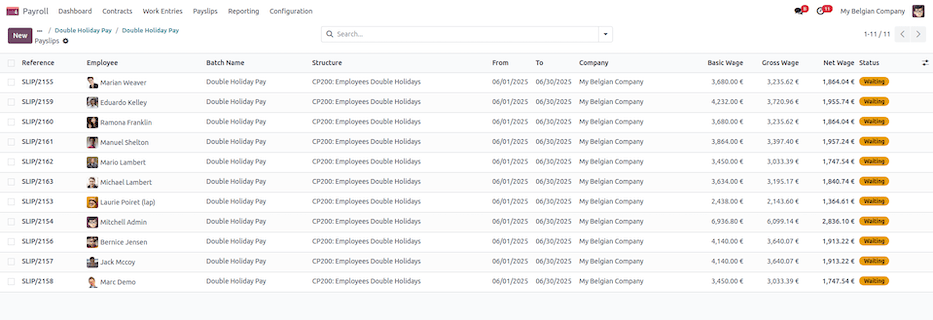 Payroll Dashboard Contracts Work Entries Payslips Reporting Configuration 8 11 My Belgian Company
New ... / Double Holiday Pay / Double Holiday Pay
Payslips
Search...
1-11 / 11
Reference Employee Batch Name Structure From To Company Basic Wage Gross Wage Net Wage Status
SLIP/2155 Marian Weaver Double Holiday Pay CP200: Employees Double Holidays 06/01/2025 06/30/2025 My Belgian Company 3,680.00 € 3,235.62 € 1,864.04 € Waiting
SLIP/2159 Eduardo Kelley Double Holiday Pay CP200: Employees Double Holidays 06/01/2025 06/30/2025 My Belgian Company 4,232.00 € 3,720.96 € 1,955.74 € Waiting
SLIP/2160 Ramona Franklin Double Holiday Pay CP200: Employees Double Holidays 06/01/2025 06/30/2025 My Belgian Company 3,680.00 € 3,235.62 € 1,864.04 € Waiting
SLIP/2161 Manuel Shelton Double Holiday Pay CP200: Employees Double Holidays 06/01/2025 06/30/2025 My Belgian Company 3,864.00 € 3,397.40 € 1,957.24 € Waiting
SLIP/2162 Mario Lambert Double Holiday Pay CP200: Employees Double Holidays 06/01/2025 06/30/2025 My Belgian Company 3,450.00 € 3,033.39 € 1,747.54 € Waiting
SLIP/2163 Michael Lambert Double Holiday Pay CP200: Employees Double Holidays 06/01/2025 06/30/2025 My Belgian Company 3,634.00 € 3,195.17 € 1,840.74 € Waiting
SLIP/2153 Laurie Poiret (lap) Double Holiday Pay CP200: Employees Double Holidays 06/01/2025 06/30/2025 My Belgian Company 2,438.00 € 2,143.60 € 1,364.61 € Waiting
SLIP/2154 Mitchell Admin Double Holiday Pay CP200: Employees Double Holidays 06/01/2025 06/30/2025 My Belgian Company 6,936.80 € 6,099.14 € 2,836.10 € Waiting
SLIP/2156 Bernice Jensen Double Holiday Pay CP200: Employees Double Holidays 06/01/2025 06/30/2025 My Belgian Company 4,140.00 € 3,640.07 € 1,913.22 € Waiting
SLIP/2157 Jack Mccoy Double Holiday Pay CP200: Employees Double Holidays 06/01/2025 06/30/2025 My Belgian Company 4,140.00 € 3,640.07 € 1,913.22 € Waiting
SLIP/2158 Marc Demo Double Holiday Pay CP200: Employees Double Holidays 06/01/2025 06/30/2025 My Belgian Company 3,450.00 € 3,033.39 € 1,747.54 € Waiting